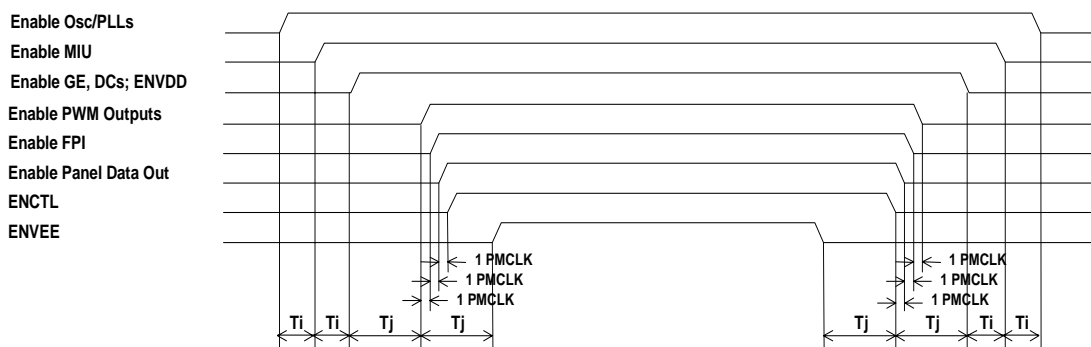 Enable Osc/PLLs
Enable MIU
Enable GE, DCs; ENVDD
Enable PWM Outputs
Enable FPI
Enable Panel Data Out
ENCTL
ENVEE
1 PMCLK
1 PMCLK
1 PMCLK
1 PMCLK
1 PMCLK
1 PMCLK
Ti Ti Tj Tj Tj Tj Ti Ti